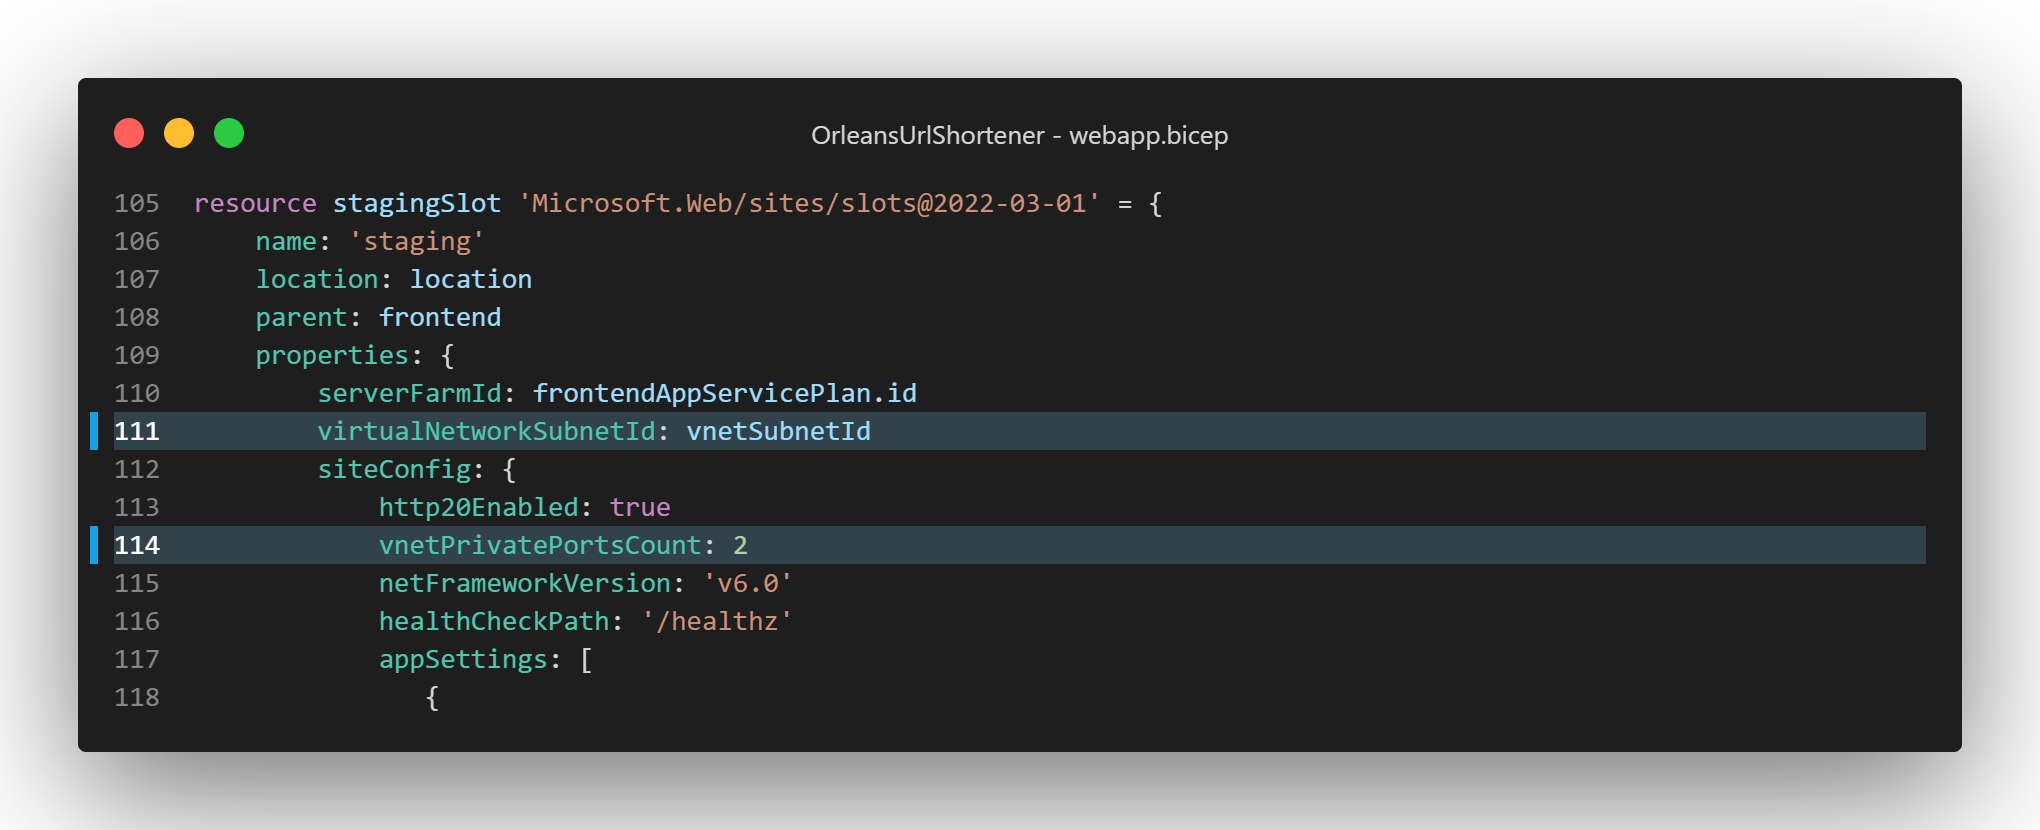 OrleansUrlShortener - webapp.bicep
105 resource stagingSlot 'Microsoft.Web/sites/slots@2022-03-01' = {
106     name: 'staging'
107     location: location
108     parent: frontend
109     properties: {
110         serverFarmId: frontendAppServicePlan.id
111         virtualNetworkSubnetId: vnetSubnetId
112         siteConfig: {
113             http20Enabled: true
114             vnetPrivatePortsCount: 2
115             netFrameworkVersion: 'v6.0'
116             healthCheckPath: '/healthz'
117             appSettings: [
118                {